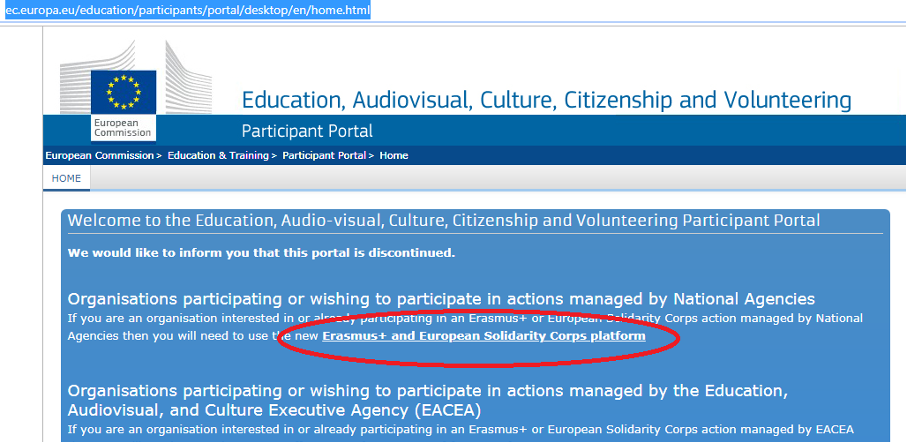 ec.europa.eu/education/participants/portal/desktop/en/home.html
European
Commission
Education, Audiovisual, Culture, Citizenship and Volunteering
Participant Portal
European Commission > Education & Training > Participant Portal > Home
HOME
Welcome to the Education, Audio-visual, Culture, Citizenship and Volunteering Participant Portal
We would like to inform you that this portal is discontinued.
Organisations participating or wishing to participate in actions managed by National Agencies
If you are an organisation interested in or already participating in an Erasmus+ or European Solidarity Corps action managed by National
Agencies then you will need to use the new Erasmus+ and European Solidarity Corps platform
Organisations participating or wishing to participate in actions managed by the Education,
Audiovisual, and Culture Executive Agency (EACEA)
If you are an organisation interested in or already participating in an Erasmus+ or European Solidarity Corps action managed by EACEA